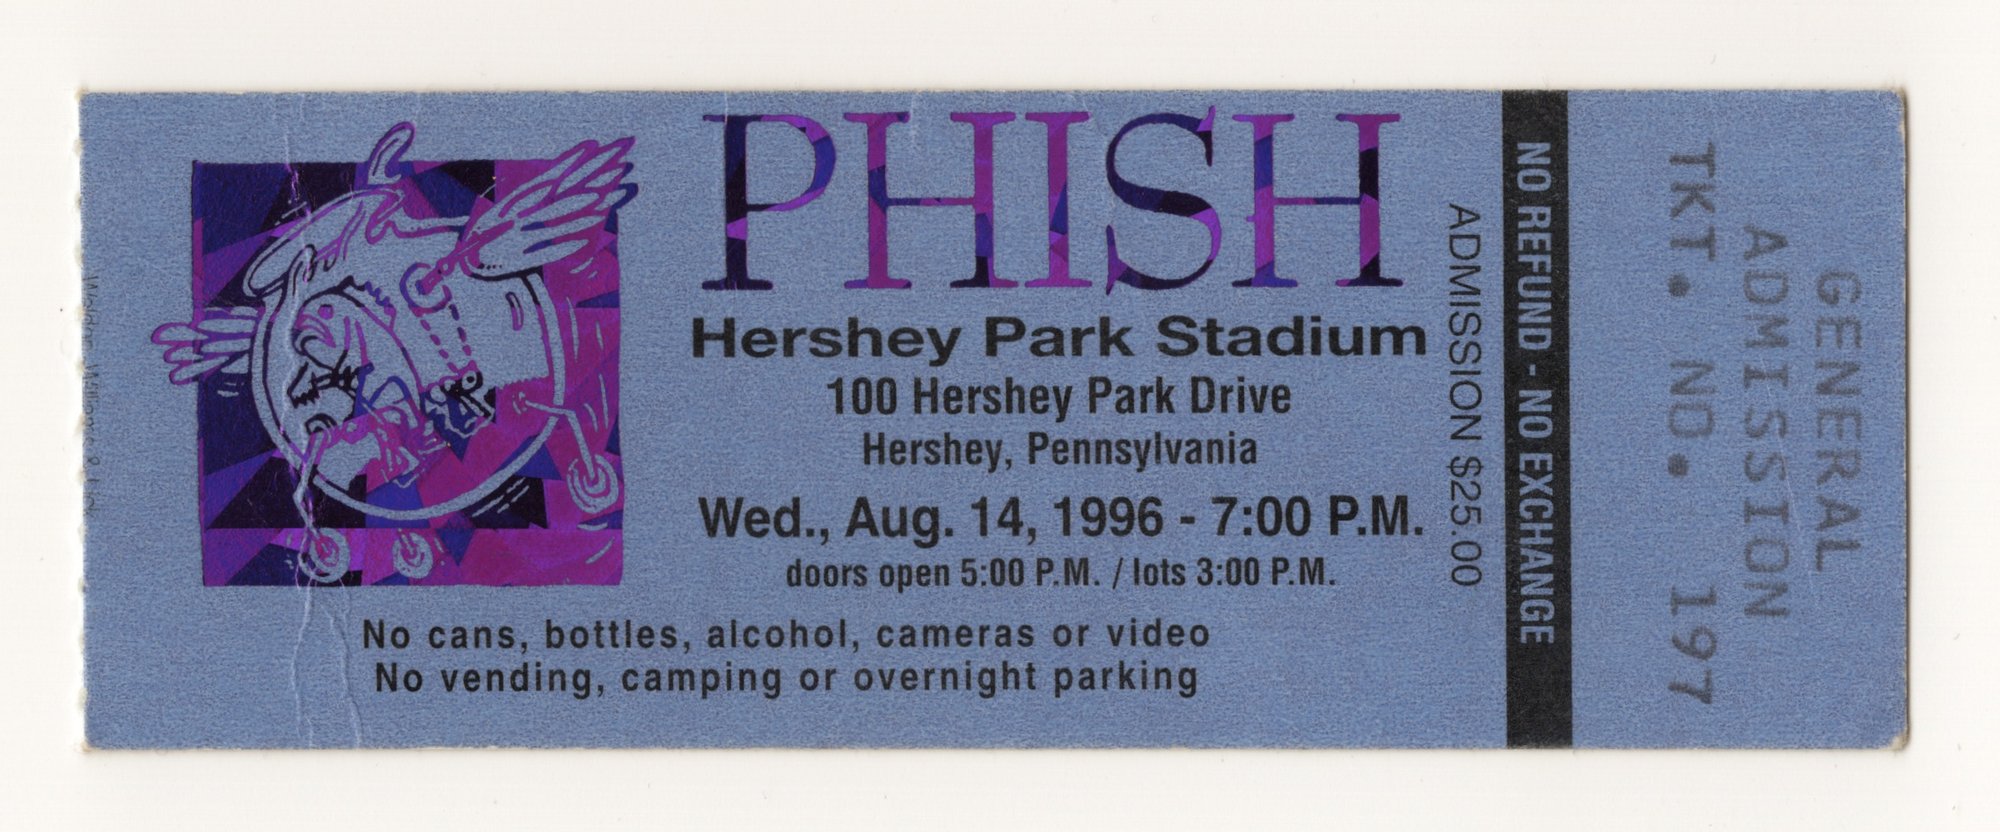 PHISH
Hershey Park Stadium
100 Hershey Park Drive
Hershey, Pennsylvania
Wed., Aug. 14, 1996 - 7:00 P.M.
doors open 5:00 P.M. / lots 3:00 P.M.
No cans, bottles, alcohol, cameras or video
No vending, camping or overnight parking
ADMISSION $25.00
NO REFUND - NO EXCHANGE
GENERAL
ADMISSION
TKT. NO. 197